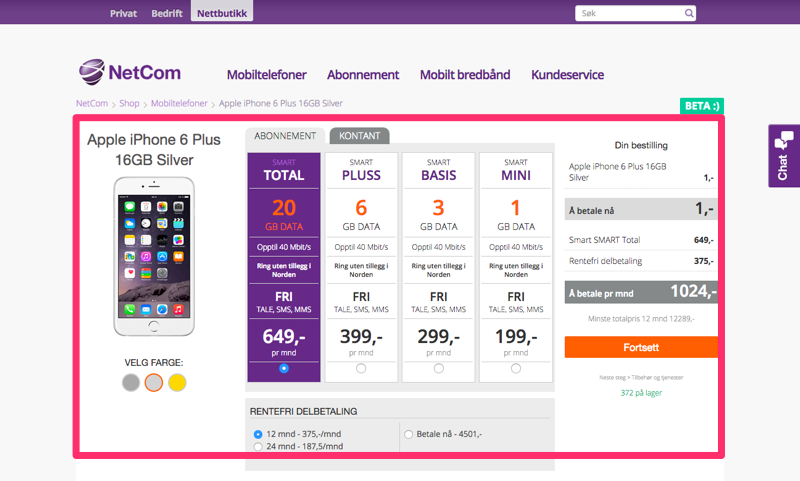 Privat Bedrift Nettbutikk Søk
NetCom Mobiltelefoner Abonnement Mobilt bredbånd Kundeservice
NetCom > Shop > Mobiltelefoner > Apple iPhone 6 Plus 16GB Silver
BETA :)
Chat
Apple iPhone 6 Plus
16GB Silver
VELG FARGE:
ABONNEMENT KONTANT
SMART
TOTAL
20
GB DATA
Opptil 40 Mbit/s
Ring uten tillegg i
Norden
FRI
TALE, SMS, MMS
649,-
pr mnd
SMART
PLUSS
6
GB DATA
Opptil 40 Mbit/s
Ring uten tillegg i
Norden
FRI
TALE, SMS, MMS
399,-
pr mnd
SMART
BASIS
3
GB DATA
Opptil 40 Mbit/s
Ring uten tillegg i
Norden
FRI
TALE, SMS, MMS
299,-
pr mnd
SMART
MINI
1
GB DATA
Opptil 40 Mbit/s
Ring uten tillegg i
Norden
FRI
TALE, SMS, MMS
199,-
pr mnd
RENTEFRI DELBETALING
12 mnd - 375,-/mnd Betale nå - 4501,-
24 mnd - 187,5/mnd
Din bestilling
Apple iPhone 6 Plus 16GB
Silver 1,-
Å betale nå 1,-
Smart SMART Total 649,-
Rentefri delbetaling 375,-
Å betale pr mnd 1024,-
Minste totalpris 12 mnd 12289,-
Fortsett
Neste steg > Tilbehør og tjenester
372 på lager